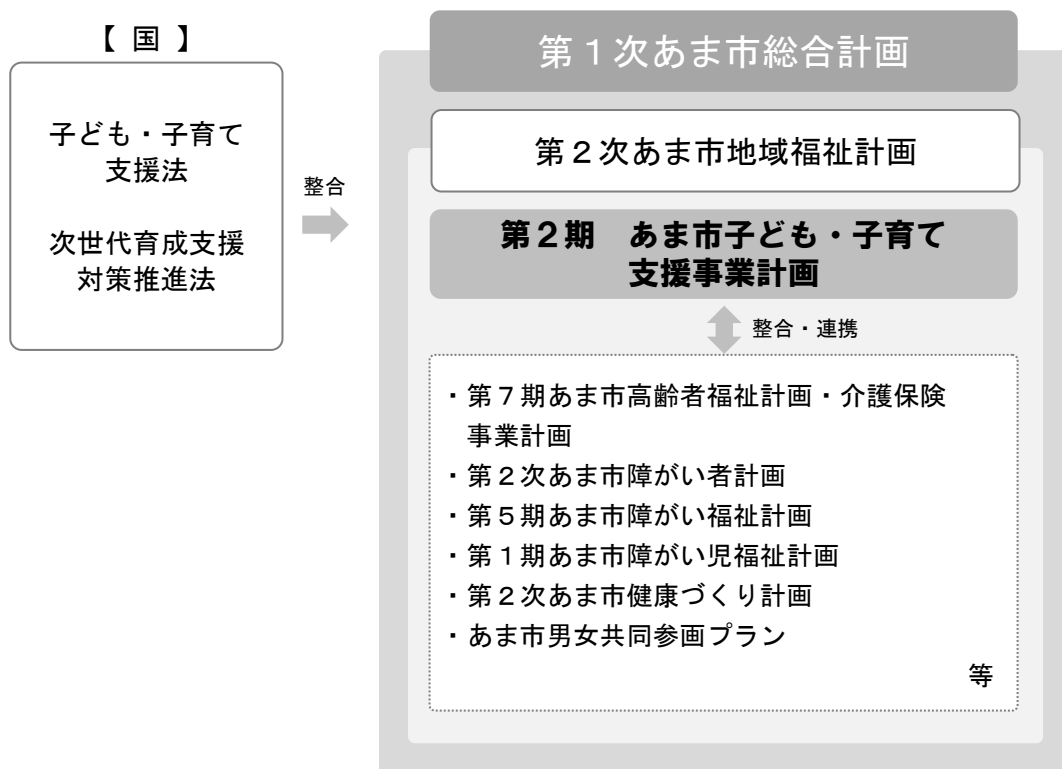 【 国 】
子ども・子育て
支援法
次世代育成支援
対策推進法
整合
第１次あま市総合計画
第２次あま市地域福祉計画
第２期　あま市子ども・子育て
支援事業計画
整合・連携
・第７期あま市高齢者福祉計画・介護保険
事業計画
・第２次あま市障がい者計画
・第５期あま市障がい福祉計画
・第１期あま市障がい児福祉計画
・第２次あま市健康づくり計画
・あま市男女共同参画プラン
等